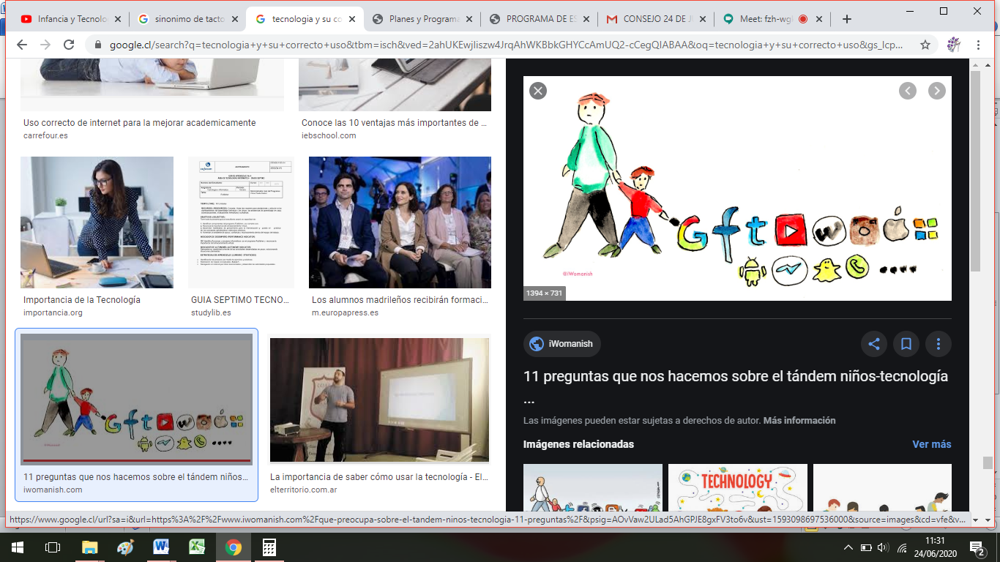 Infancia y Tecnolo
sinonimo de tacto
tecnologia y su co
Planes y Programa
PROGRAMA DE ES
CONSEJO 24 DE J
Meet: fzh-wgk
google.cl/search?q=tecnologia+y+su+correcto+uso&tbm=isch&ved=2ahUKEwjliszw4JrqAhWKBbkGHYCcAmUQ2-cCegQIABAA&oq=tecnologia+y+su+correcto+uso&gs_lcp...
Uso correcto de internet para la mejorar academicamente
carrefour.es
Conoce las 10 ventajas más importantes de ...
iebschool.com
Importancia de la Tecnología
importancia.org
GUIA SEPTIMO TECNO...
studylib.es
Los alumnos madrileños recibirán formaci...
m.europapress.es
@iWomanish
11 preguntas que nos hacemos sobre el tándem niños...
iwomanish.com
La importancia de saber cómo usar la tecnología - El...
elterritorio.com.ar
G f t W
@iWomanish
1394 × 731
iWomanish
11 preguntas que nos hacemos sobre el tándem niños-tecnología
...
Las imágenes pueden estar sujetas a derechos de autor. Más información
Imágenes relacionadas
Ver más
TECHNOLOGY
https://www.google.cl/url?sa=i&url=https%3A%2F%2Fwww.iwomanish.com%2Fque-preocupa-sobre-el-tandem-ninos-tecnologia-11-preguntas%2F&psig=AOvVaw2ULad5AhGPJE8gxFV3to6v&ust=1593098697536000&source=images&cd=vfe&v...
11:31
24/06/2020
2